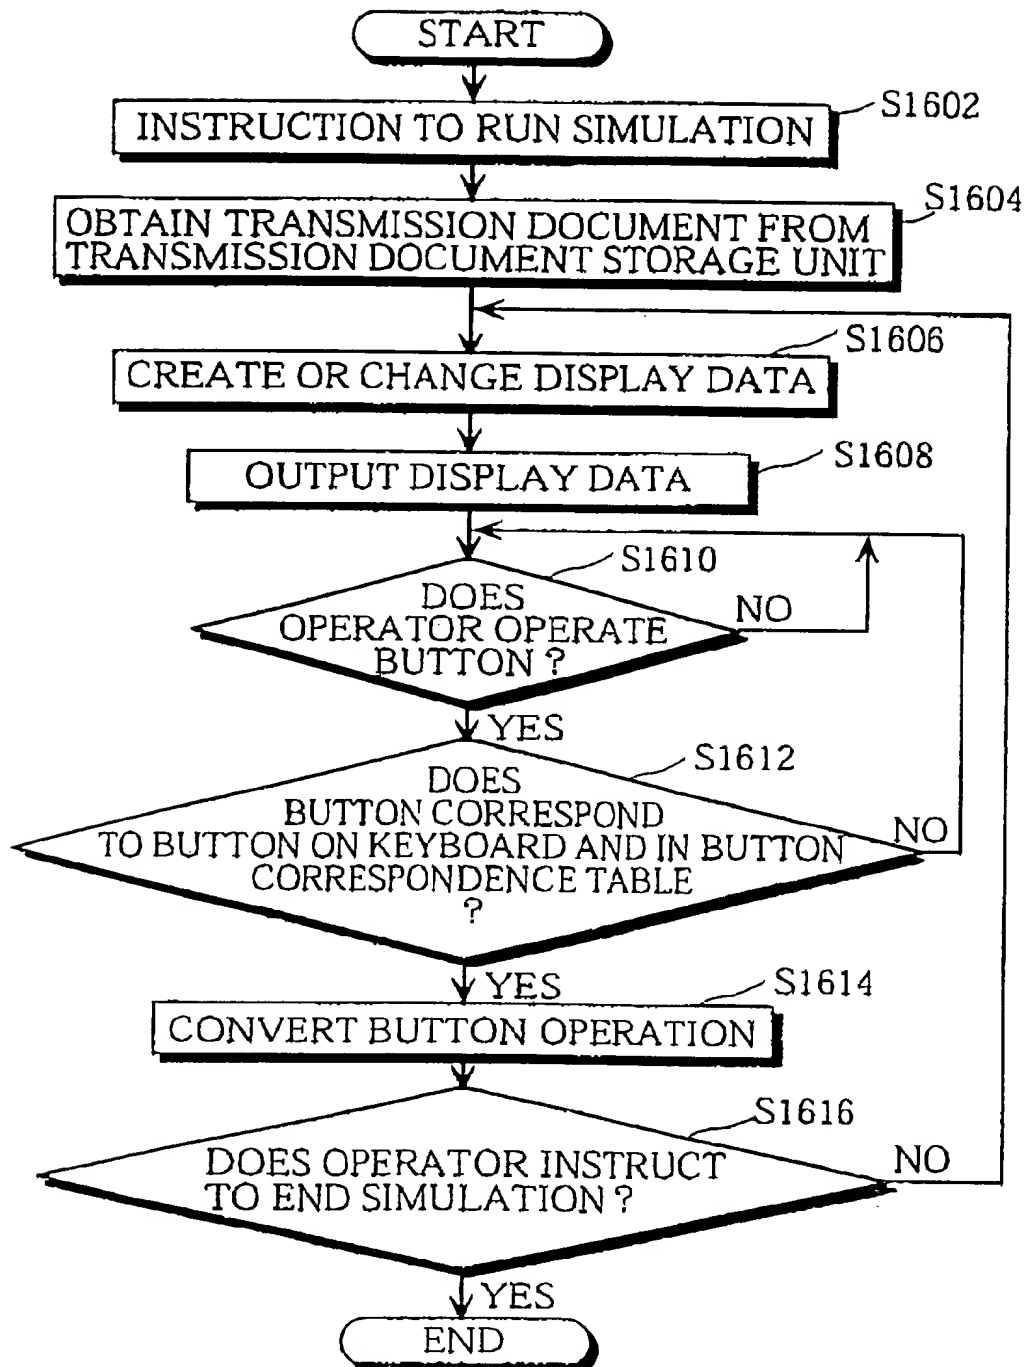 START
INSTRUCTION TO RUN SIMULATION
S1602
OBTAIN TRANSMISSION DOCUMENT FROM
TRANSMISSION DOCUMENT STORAGE UNIT
S1604
CREATE OR CHANGE DISPLAY DATA
S1606
OUTPUT DISPLAY DATA
S1608
S1610
DOES
OPERATOR OPERATE
BUTTON ?
NO
YES
S1612
DOES
BUTTON CORRESPOND
TO BUTTON ON KEYBOARD AND IN BUTTON
CORRESPONDENCE TABLE
?
NO
YES
S1614
CONVERT BUTTON OPERATION
S1616
DOES OPERATOR INSTRUCT
TO END SIMULATION ?
NO
YES
END